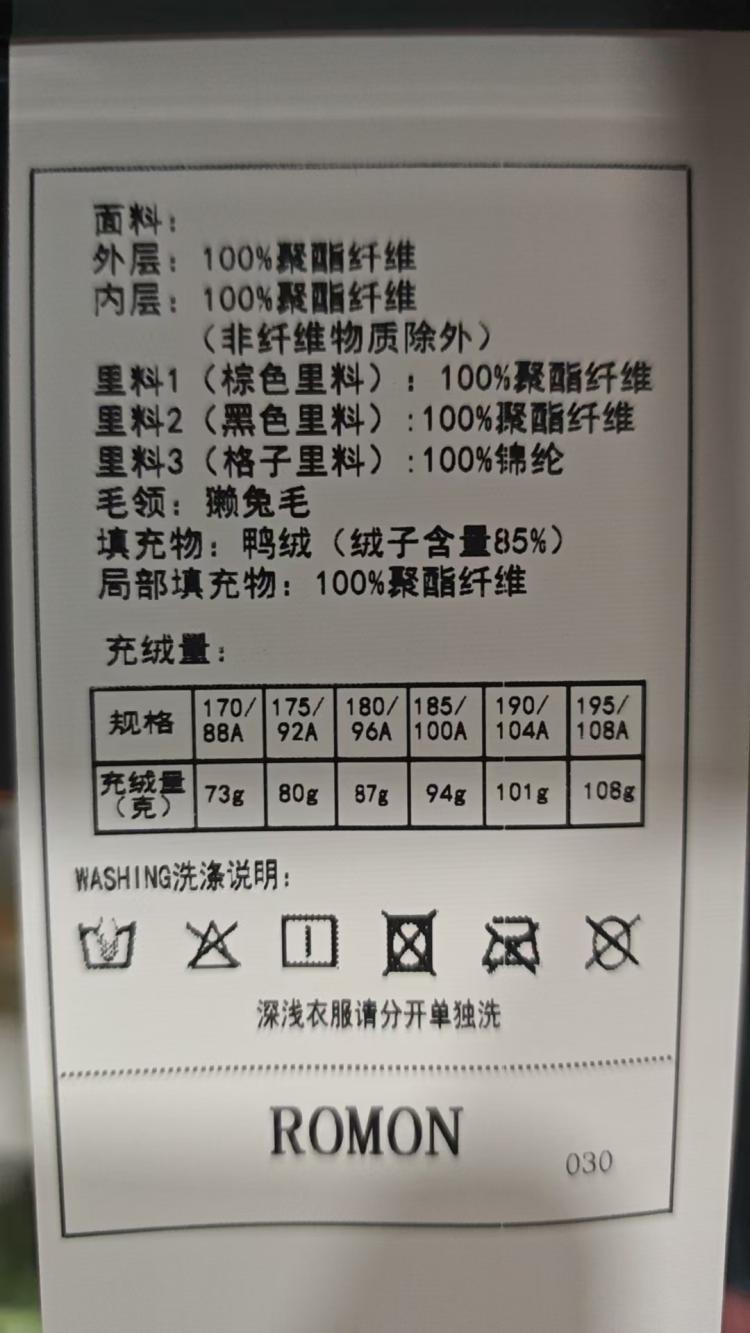 面料：
外层：100%聚酯纤维
内层：100%聚酯纤维
（非纤维物质除外）
里料1（棕色里料）：100%聚酯纤维
里料2（黑色里料）:100%聚酯纤维
里料3（格子里料）:100%锦纶
毛领：獭兔毛
填充物：鸭绒（绒子含量85%）
局部填充物：100%聚酯纤维
充绒量：
规格 170/88A 175/92A 180/96A 185/100A 190/104A 195/108A
充绒量（克） 73g 80g 87g 94g 101g 108g
WASHING洗涤说明：
深浅衣服请分开单独洗
ROMON
030